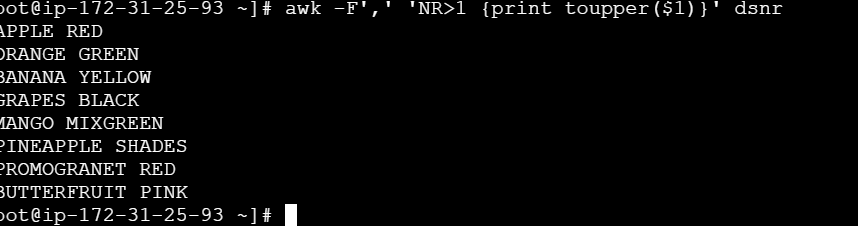 oot@ip-172-31-25-93 ~]# awk -F',' 'NR>1 {print toupper($1)}' dsnr
APPLE RED
ORANGE GREEN
BANANA YELLOW
GRAPES BLACK
MANGO MIXGREEN
PINEAPPLE SHADES
PROMOGRANET RED
BUTTERFRUIT PINK
oot@ip-172-31-25-93 ~]#